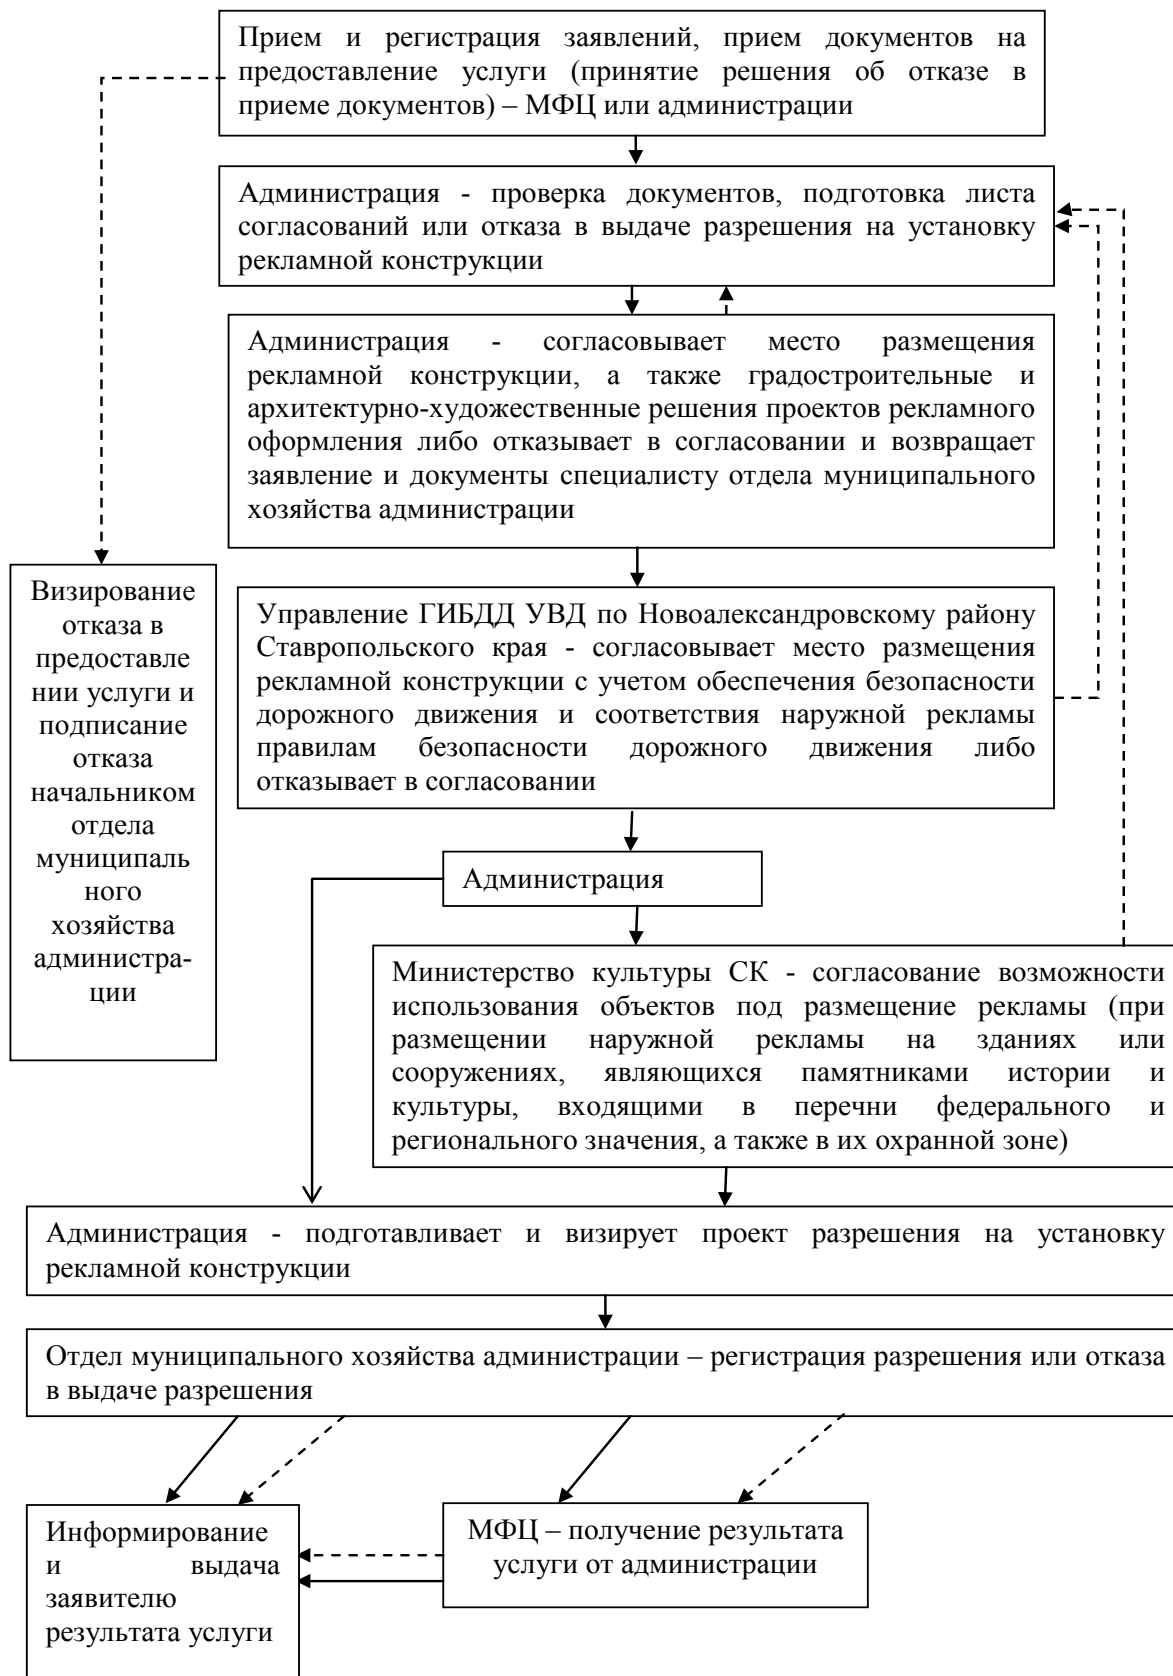 Прием и регистрация заявлений, прием документов на
предоставление услуги (принятие решения об отказе в
приеме документов) – МФЦ или администрации
Администрация - проверка документов, подготовка листа
согласований или отказа в выдаче разрешения на установку
рекламной конструкции
Администрация - согласовывает место размещения
рекламной конструкции, а также градостроительные и
архитектурно-художественные решения проектов рекламного
оформления либо отказывает в согласовании и возвращает
заявление и документы специалисту отдела муниципального
хозяйства администрации
Визирование
отказа в
предоставле
нии услуги и
подписание
отказа
начальником
отдела
муниципаль
ного
хозяйства
администра-
ции
Управление ГИБДД УВД по Новоалександровскому району
Ставропольского края - согласовывает место размещения
рекламной конструкции с учетом обеспечения безопасности
дорожного движения и соответствия наружной рекламы
правилам безопасности дорожного движения либо
отказывает в согласовании
Администрация
Министерство культуры СК - согласование возможности
использования объектов под размещение рекламы (при
размещении наружной рекламы на зданиях или
сооружениях, являющихся памятниками истории и
культуры, входящими в перечни федерального и
регионального значения, а также в их охранной зоне)
Администрация - подготавливает и визирует проект разрешения на установку
рекламной конструкции
Отдел муниципального хозяйства администрации – регистрация разрешения или отказа
в выдаче разрешения
Информирование
и выдача
заявителю
результата услуги
МФЦ – получение результата
услуги от администрации